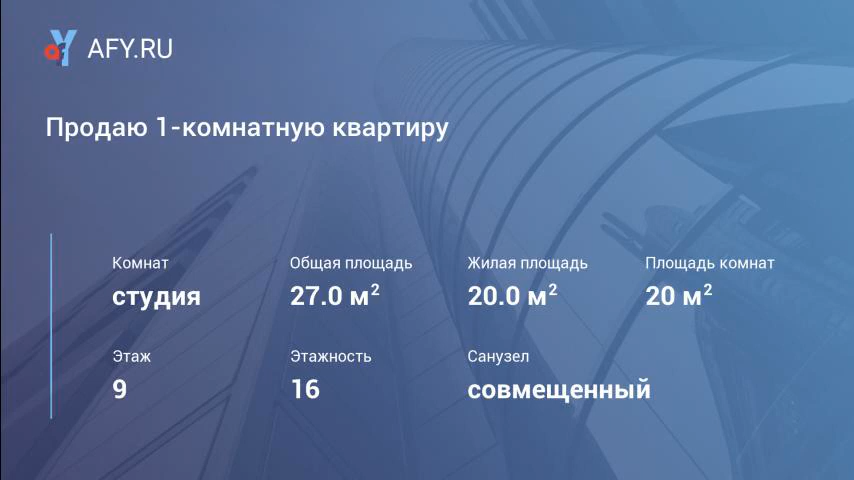 AFY.RU
Продаю 1-комнатную квартиру
Комнат
студия
Общая площадь
27.0 м²
Жилая площадь
20.0 м²
Площадь комнат
20 м²
Этаж
9
Этажность
16
Санузел
совмещенный